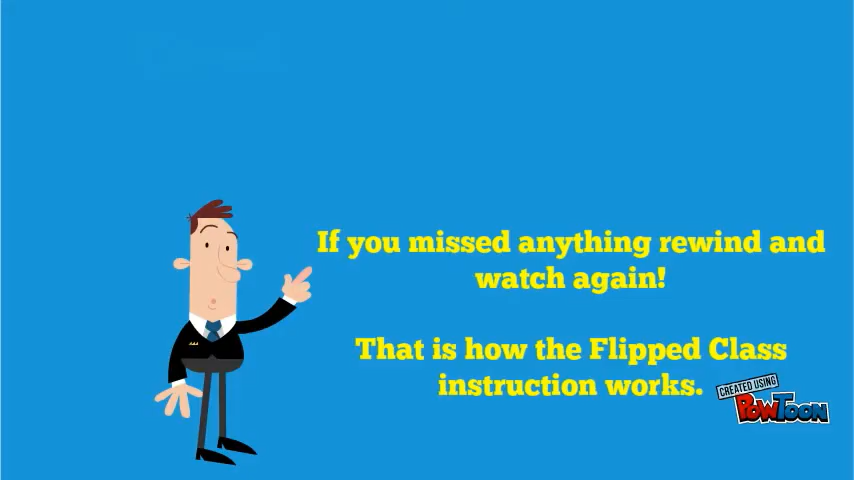 If you missed anything rewind and
watch again!
That is how the Flipped Class
instruction works.
CREATED USING
POWTOON